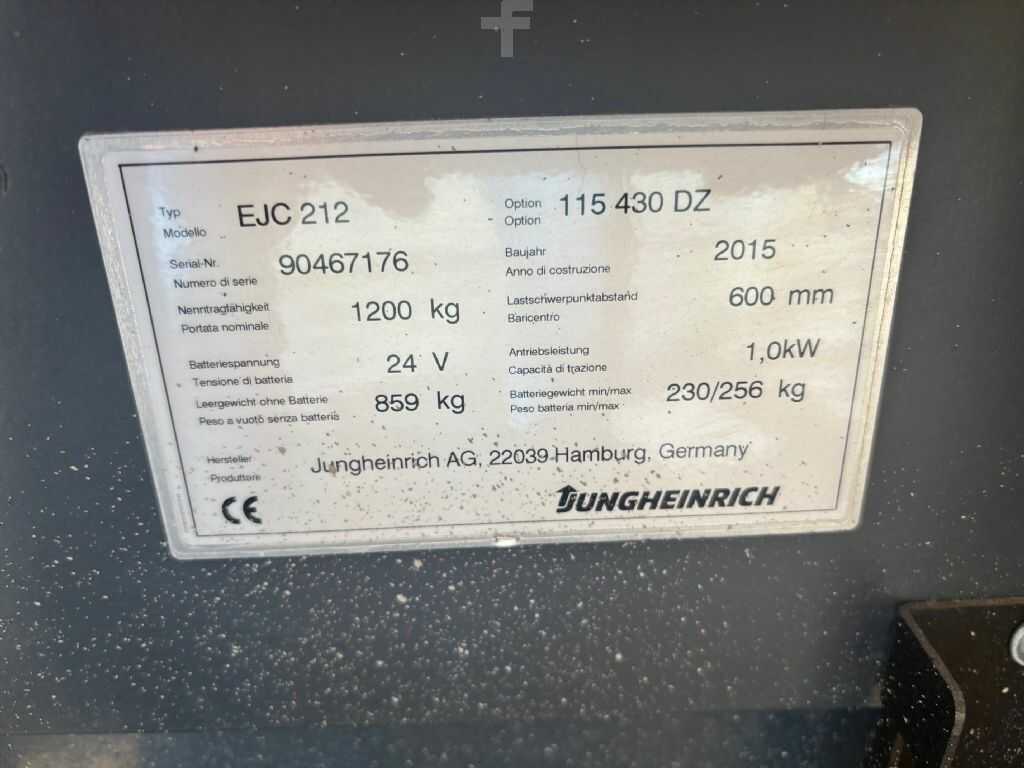 f
Typ EJC 212 Option 115 430 DZ
Modello Option
Serial-Nr. 90467176 Baujahr 2015
Numero di serie Anno di costruzione
Nenntragfähigkeit 1200 kg Lastschwerpunktabstand 600 mm
Portata nominale Baricentro
Batteriespannung 24 V Antriebsleistung 1,0kW
Tensione di batteria Capacità di trazione
Leergewicht ohne Batterie 859 kg Batteriegewicht min/max 230/256 kg
Peso a vuoto senza batteria Peso batteria min/max
Hersteller Jungheinrich AG, 22039 Hamburg, Germany
Produttore
CE JUNGHEINRICH